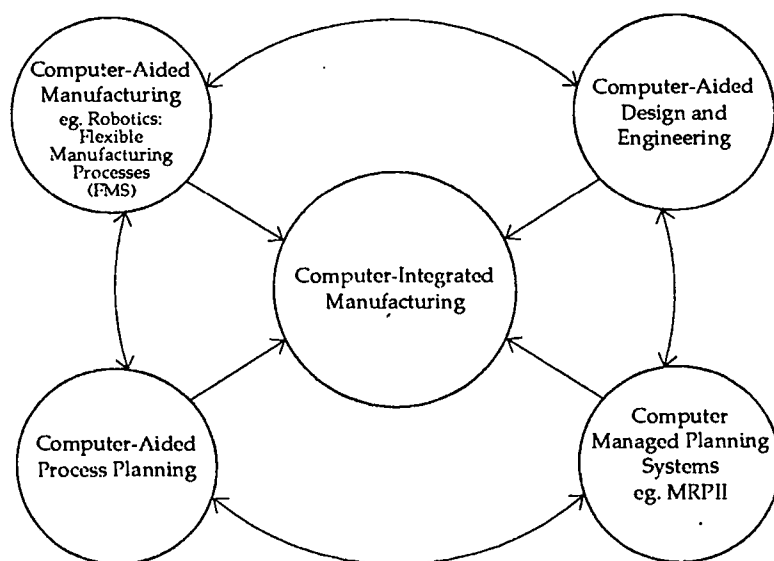 Computer-Aided
Manufacturing
eg. Robotics:
Flexible
Manufacturing
Processes
(FMS)
Computer-Aided
Design and
Engineering
Computer-Integrated
Manufacturing
Computer-Aided
Process Planning
Computer
Managed Planning
Systems
eg. MRPII